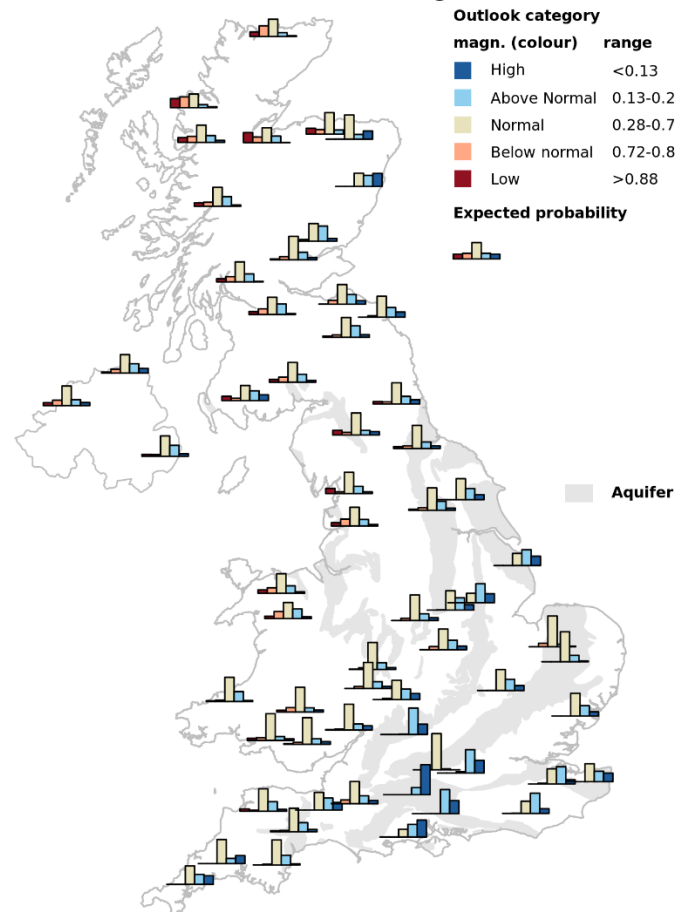 Outlook category
magn. (colour) range
High <0.13
Above Normal 0.13-0.2
Normal 0.28-0.7
Below normal 0.72-0.8
Low >0.88
Expected probability
Aquifer